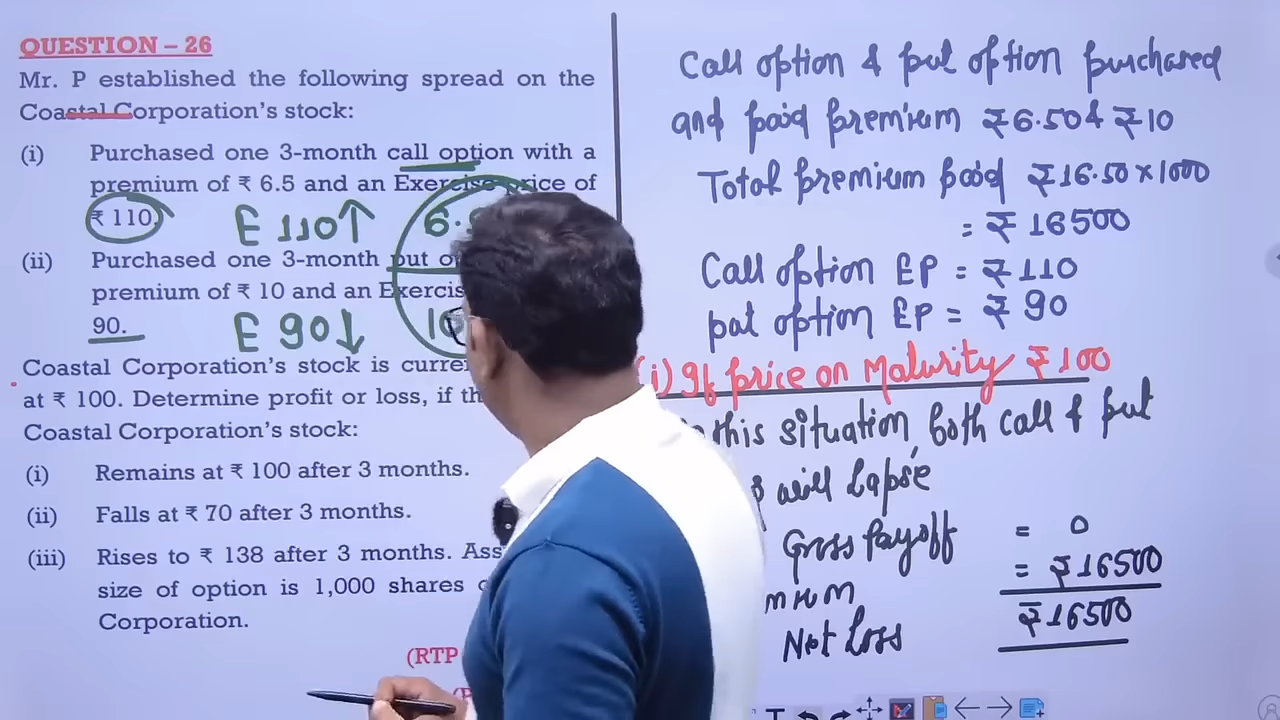 QUESTION – 26
Mr. P established the following spread on the
Coastal Corporation's stock:
(i) Purchased one 3-month call option with a
premium of ₹ 6.5 and an Exercise price of
₹ 110.
E 110↑
6.
(ii) Purchased one 3-month put
premium of ₹ 10 and an
90.
E 90↓
10
Coastal Corporation's stock is
at ₹ 100. Determine profit or loss, if
Coastal Corporation's stock:
(i) Remains at ₹ 100 after 3 months.
(ii) Falls at ₹ 70 after 3 months.
(iii) Rises to ₹ 138 after 3 months.
size of option is 1,000 shares
Corporation.
(RTP
Call option & put option purchased
and paid premium ₹6.50 & ₹10
Total premium paid ₹16.50 × 1000
= ₹16500
Call option EP = ₹110
put option EP = ₹ 90
(i) If price on Maturity ₹100
this situation, both call & put
will lapse
Gross Payoff = 0
= ₹16500
Net Loss ₹16500